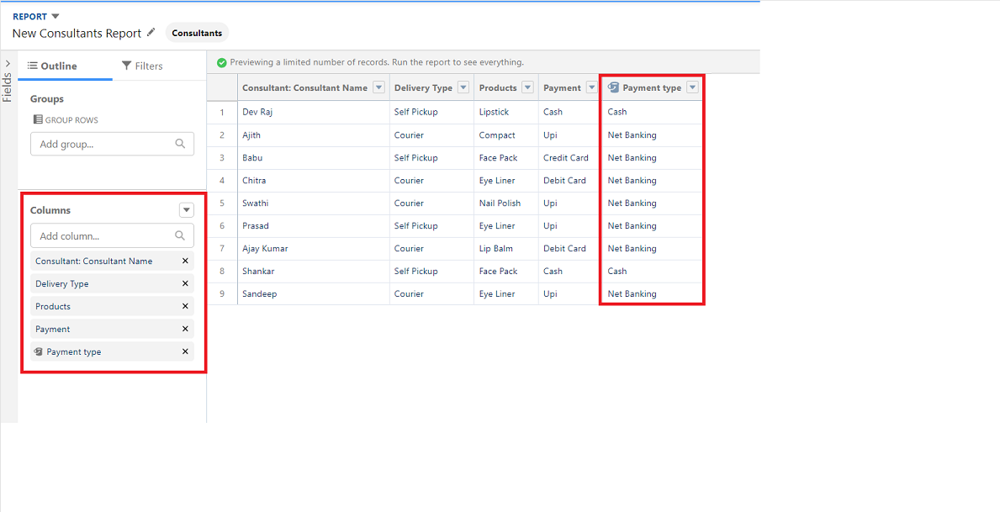 REPORT
New Consultants Report Consultants
Fields
Outline Filters
Groups
GROUP ROWS
Add group...
Columns
Add column...
Consultant: Consultant Name
Delivery Type
Products
Payment
Payment type
Previewing a limited number of records. Run the report to see everything.
Consultant: Consultant Name Delivery Type Products Payment Payment type
1 Dev Raj Self Pickup Lipstick Cash Cash
2 Ajith Courier Compact Upi Net Banking
3 Babu Self Pickup Face Pack Credit Card Net Banking
4 Chitra Courier Eye Liner Debit Card Net Banking
5 Swathi Courier Nail Polish Upi Net Banking
6 Prasad Self Pickup Eye Liner Upi Net Banking
7 Ajay Kumar Courier Lip Balm Debit Card Net Banking
8 Shankar Self Pickup Face Pack Cash Cash
9 Sandeep Courier Eye Liner Upi Net Banking